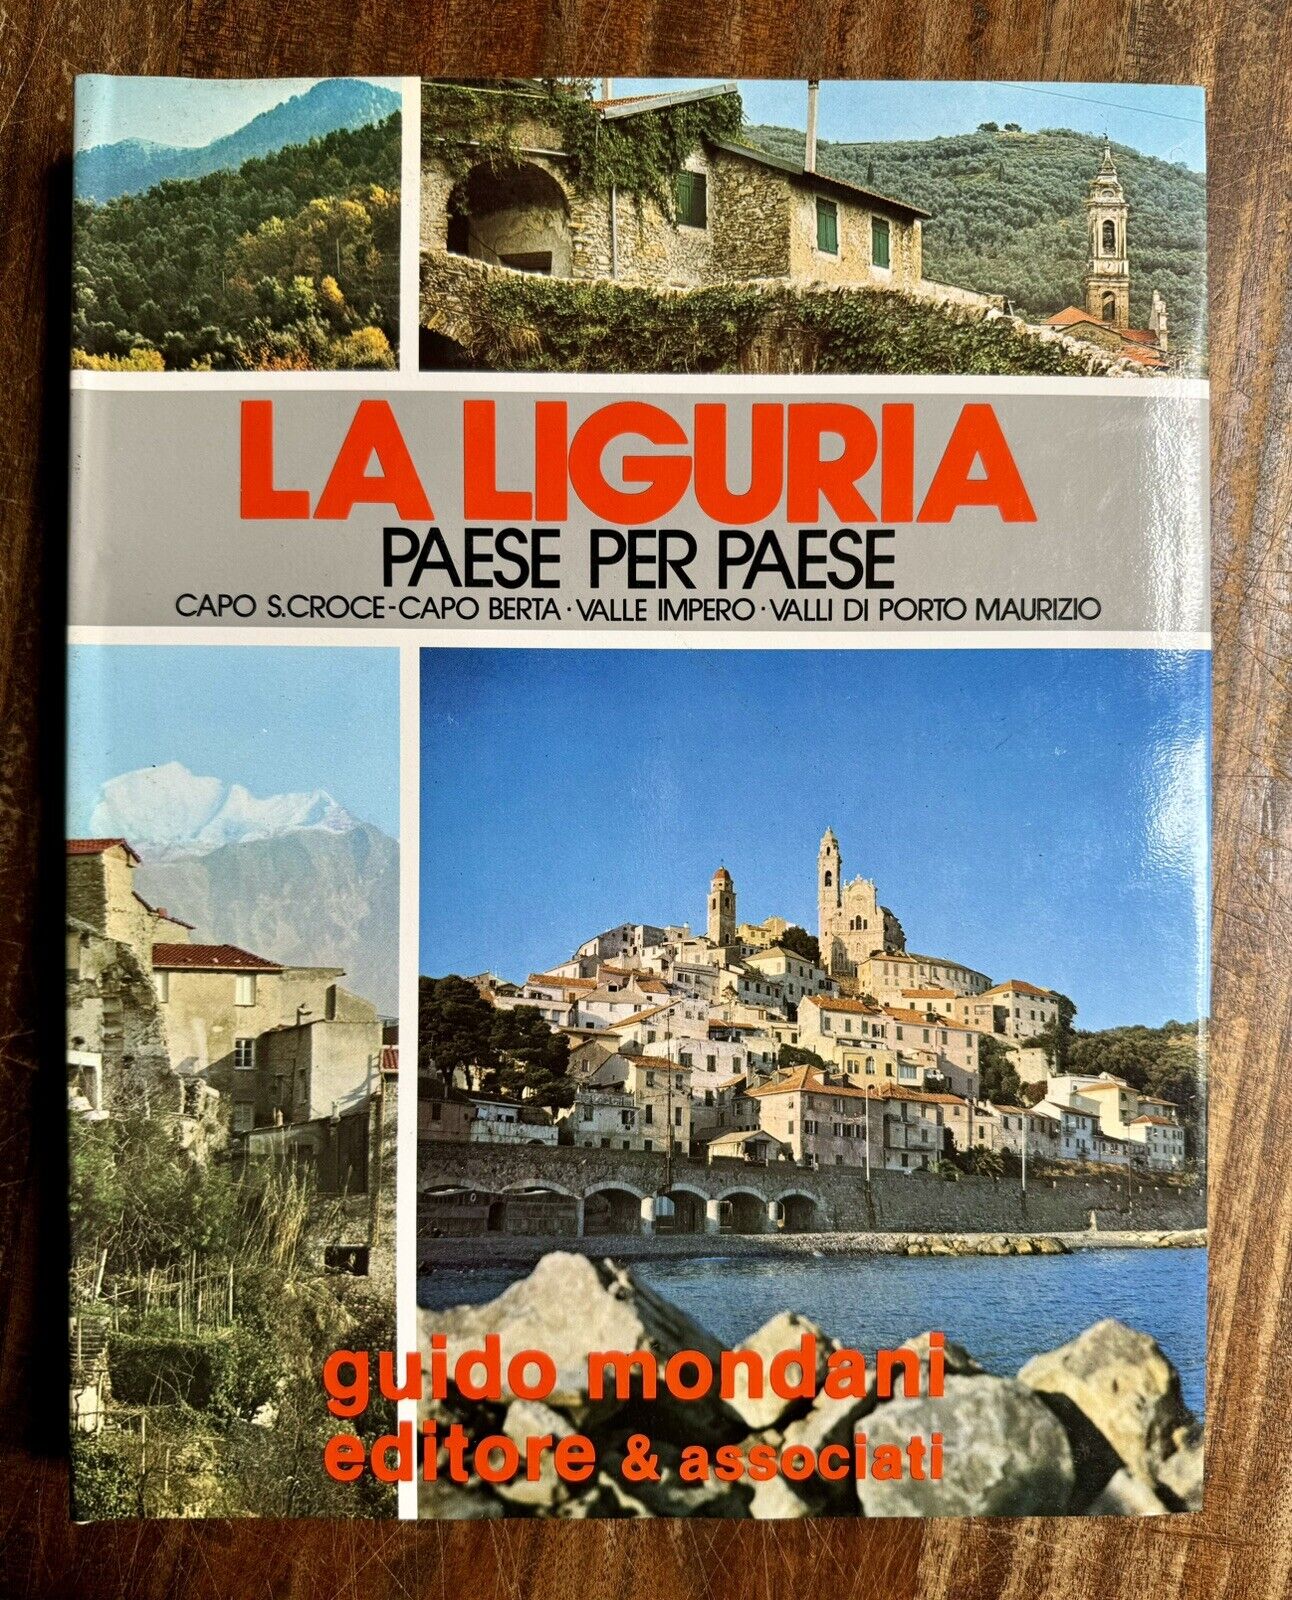 LA LIGURIA
PAESE PER PAESE
CAPO S.CROCE-CAPO BERTA·VALLE IMPERO·VALLI DI PORTO MAURIZIO
guido mondani
editore & associati